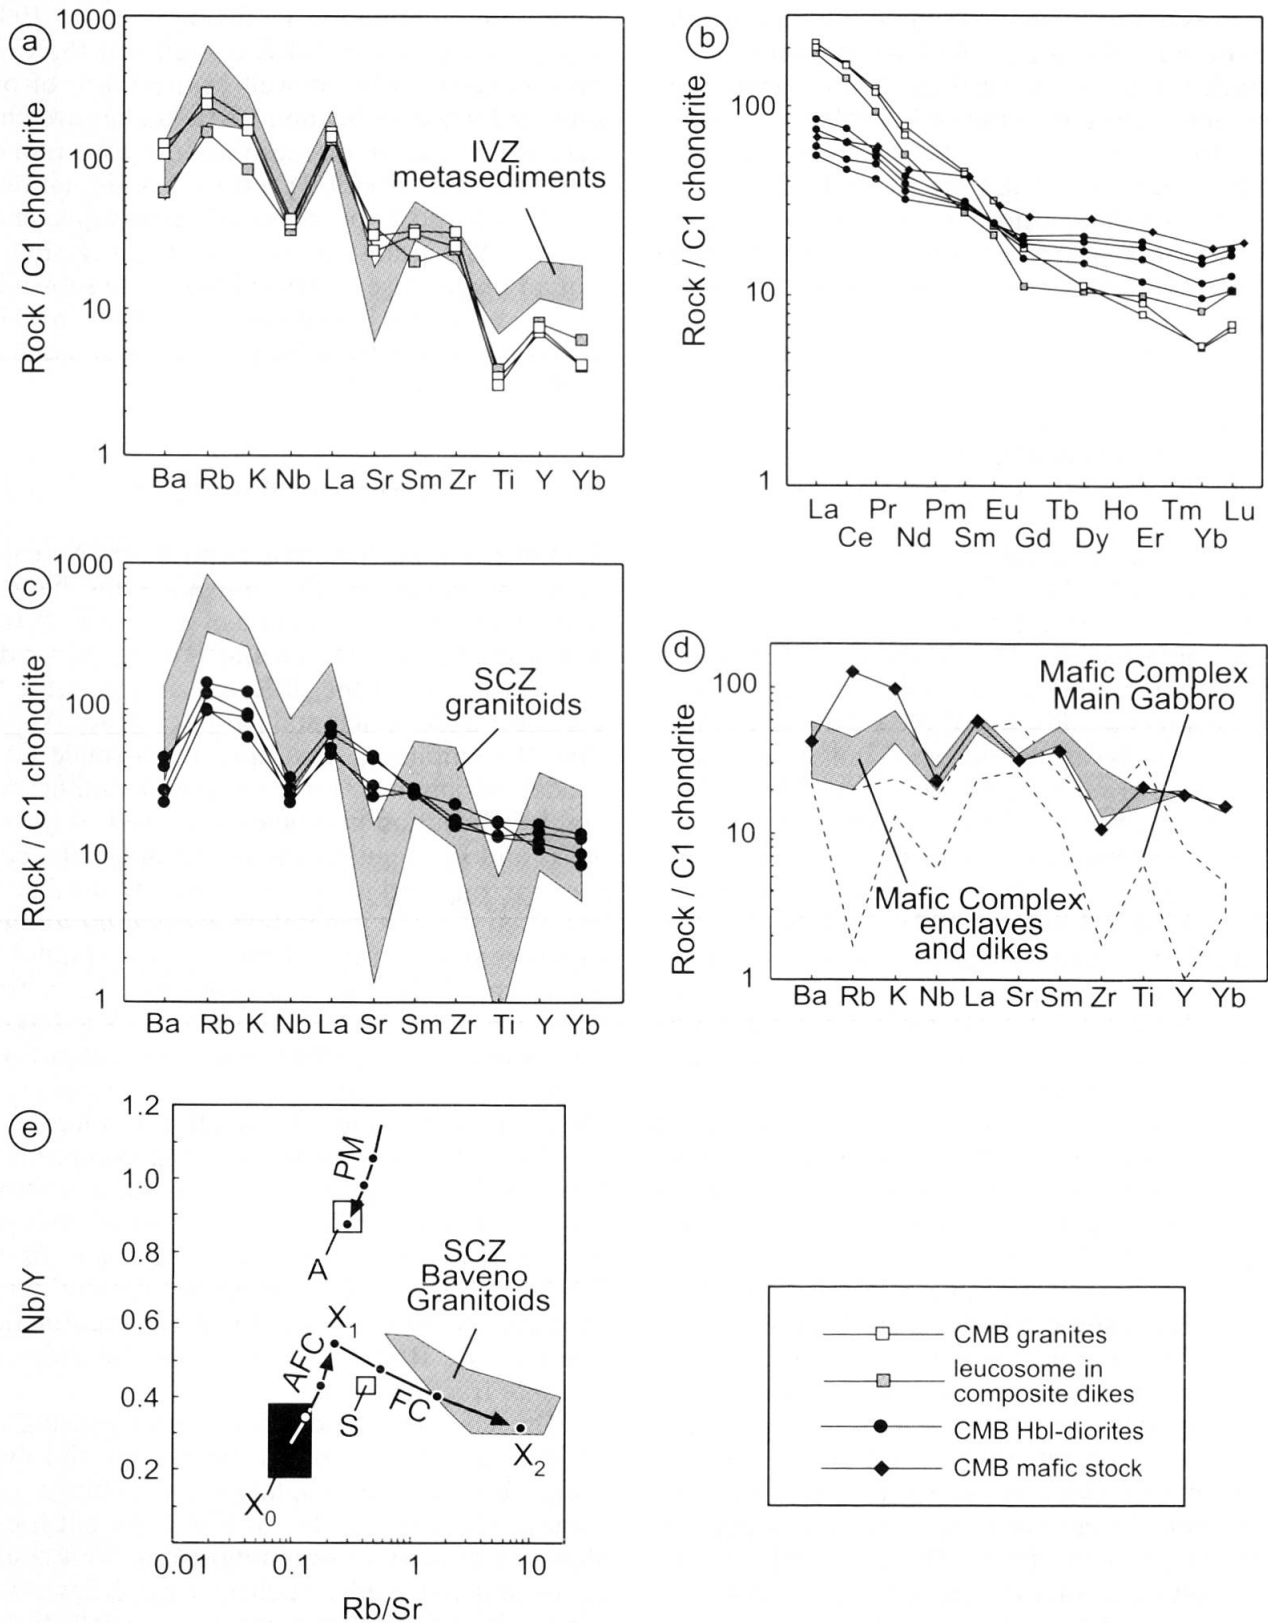 a
1000
100
10
1
Rock / C1 chondrite
IVZ
metasediments
Ba Rb K Nb La Sr Sm Zr Ti Y Yb
b
100
10
1
Rock / C1 chondrite
La Pr Pm Eu Tb Ho Tm Lu
Ce Nd Sm Gd Dy Er Yb
c
1000
100
10
1
Rock / C1 chondrite
SCZ
granitoids
Ba Rb K Nb La Sr Sm Zr Ti Y Yb
d
100
10
1
Rock / C1 chondrite
Mafic Complex
Main Gabbro
Mafic Complex
enclaves
and dikes
Ba Rb K Nb La Sr Sm Zr Ti Y Yb
e
1.2
1.0
0.8
0.6
0.4
0.2
Nb/Y
PM
A
X1
AFC
S
FC
X0
X2
SCZ
Baveno
Granitoids
0.01 0.1 1 10
Rb/Sr
CMB granites
leucosome in
composite dikes
CMB Hbl-diorites
CMB mafic stock